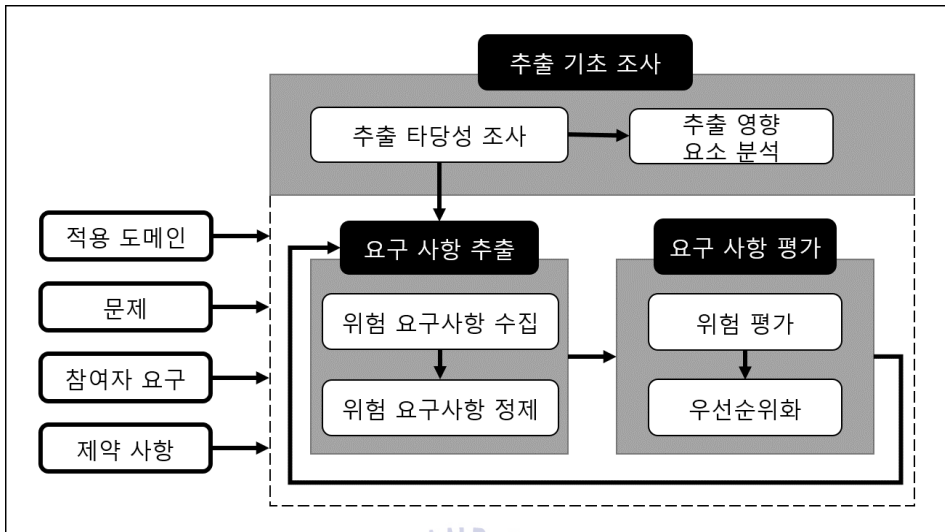 추출 기초 조사
추출 타당성 조사
추출 영향
요소 분석
적용 도메인
문제
참여자 요구
제약 사항
요구 사항 추출
위험 요구사항 수집
위험 요구사항 정제
요구 사항 평가
위험 평가
우선순위화